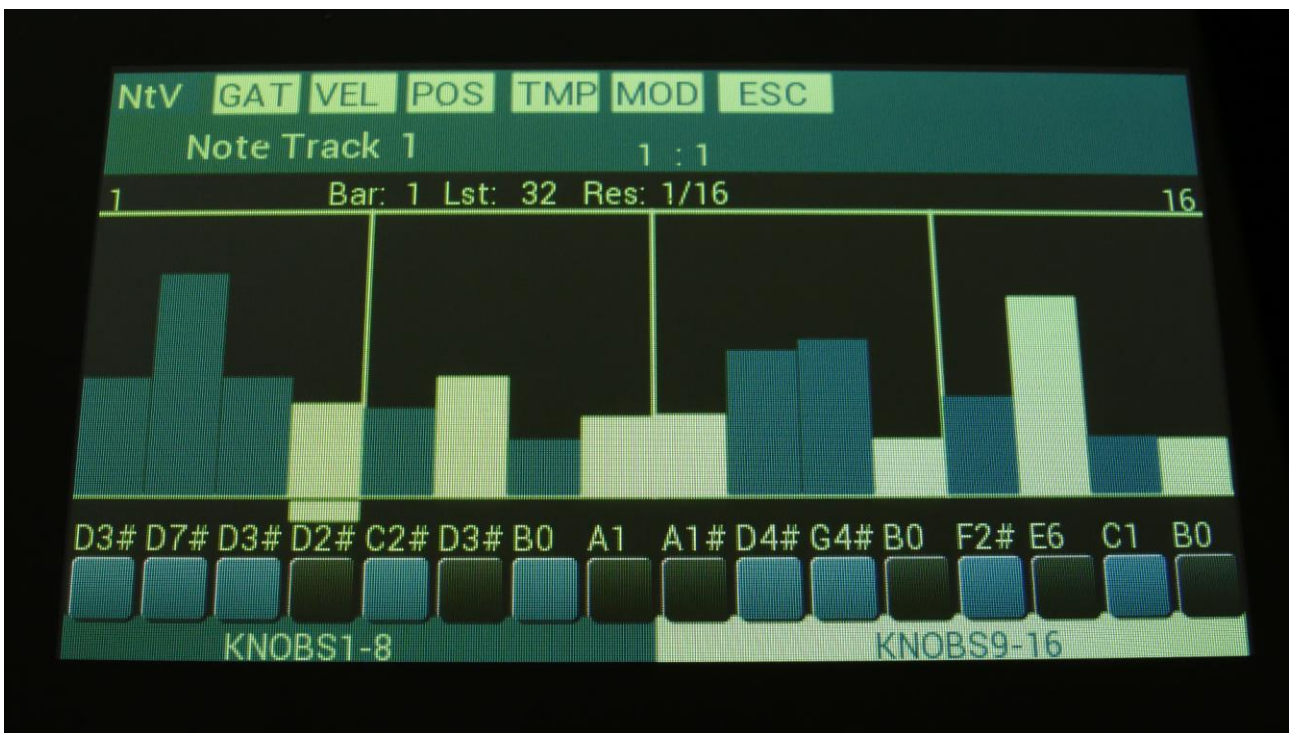 NtV GAT VEL POS TMP MOD ESC
Note Track 1 1 : 1
1 Bar: 1 Lst: 32 Res: 1/16 16
D3# D7# D3# D2# C2# D3# B0 A1 A1# D4# G4# B0 F2# E6 C1 B0
KNOBS1-8 KNOBS9-16